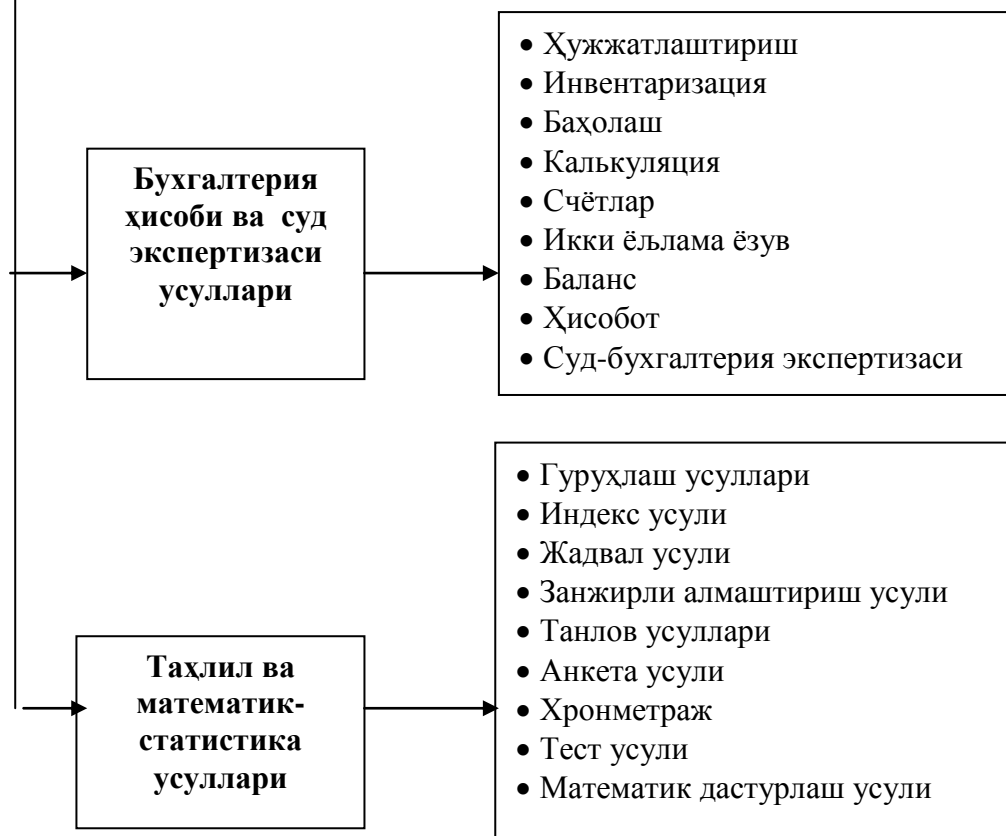 Бухгалтерия
ҳисоби ва суд
экспертизаси
усуллари
• Ҳужжатлаштириш
• Инвентаризация
• Баҳолаш
• Калькуляция
• Счётлар
• Икки ёљлама ёзув
• Баланс
• Ҳисобот
• Суд-бухгалтерия экспертизаси
Таҳлил ва
математик-
статистика
усуллари
• Гуруҳлаш усуллари
• Индекс усули
• Жадвал усули
• Занжирли алмаштириш усули
• Танлов усуллари
• Анкета усули
• Хронметраж
• Тест усули
• Математик дастурлаш усули